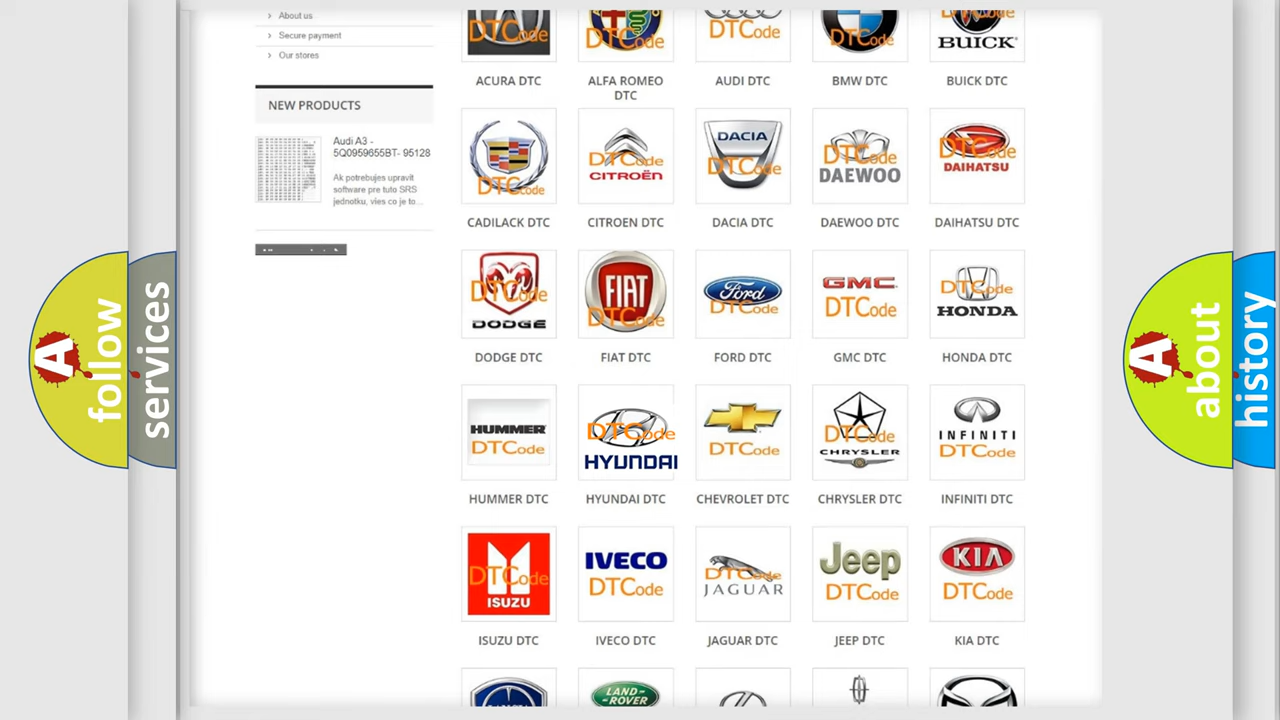 About us
Secure payment
Our stores
NEW PRODUCTS
Audi A3 -
5Q0959655BT- 95128
Ak potrebujes upravit
software pre tuto SRS
jednotku, vies co je to...
A
follow
services
DTCode
DTCode
DTCode
DTCode
BUICK
ACURA DTC
ALFA ROMEO
DTC
AUDI DTC
BMW DTC
BUICK DTC
DTCode
DTCode
CITROËN
DACIA
DTCode
DTCode
DAEWOO
DTCode
DAIHATSU
CADILACK DTC
CITROEN DTC
DACIA DTC
DAEWOO DTC
DAIHATSU DTC
DTCode
DODGE
FIAT
DTCode
Ford
DTCode
GMC
DTCode
DTCode
HONDA
DODGE DTC
FIAT DTC
FORD DTC
GMC DTC
HONDA DTC
HUMMER
DTCode
DTCode
HYUNDAI
DTCode
DTCode
CHRYSLER
INFINITI
DTCode
HUMMER DTC
HYUNDAI DTC
CHEVROLET DTC
CHRYSLER DTC
INFINITI DTC
DTCode
ISUZU
IVECO
DTCode
DTCode
JAGUAR
Jeep
DTCode
KIA
DTCode
ISUZU DTC
IVECO DTC
JAGUAR DTC
JEEP DTC
KIA DTC
LAND-
ROVER
A
about
history